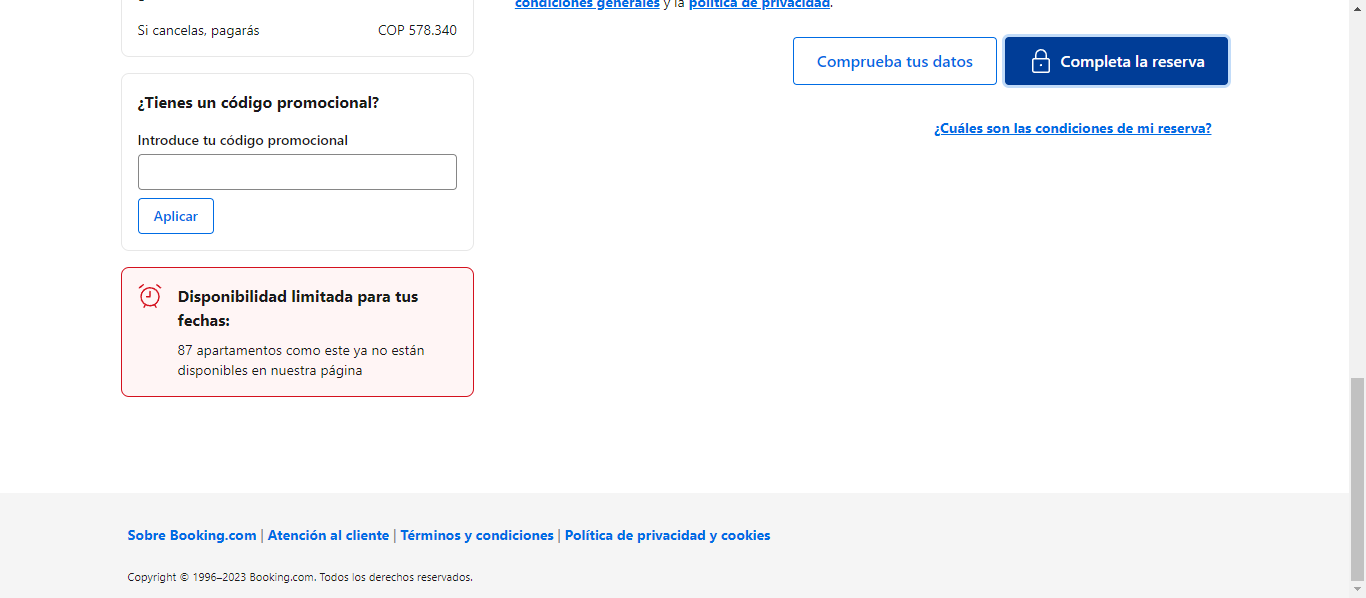 condiciones generales y la política de privacidad.
Si cancelas, pagarás COP 578.340
Comprueba tus datos
Completa la reserva
¿Tienes un código promocional?
Introduce tu código promocional
Aplicar
¿Cuáles son las condiciones de mi reserva?
Disponibilidad limitada para tus
fechas:
87 apartamentos como este ya no están
disponibles en nuestra página
Sobre Booking.com | Atención al cliente | Términos y condiciones | Política de privacidad y cookies
Copyright © 1996–2023 Booking.com. Todos los derechos reservados.